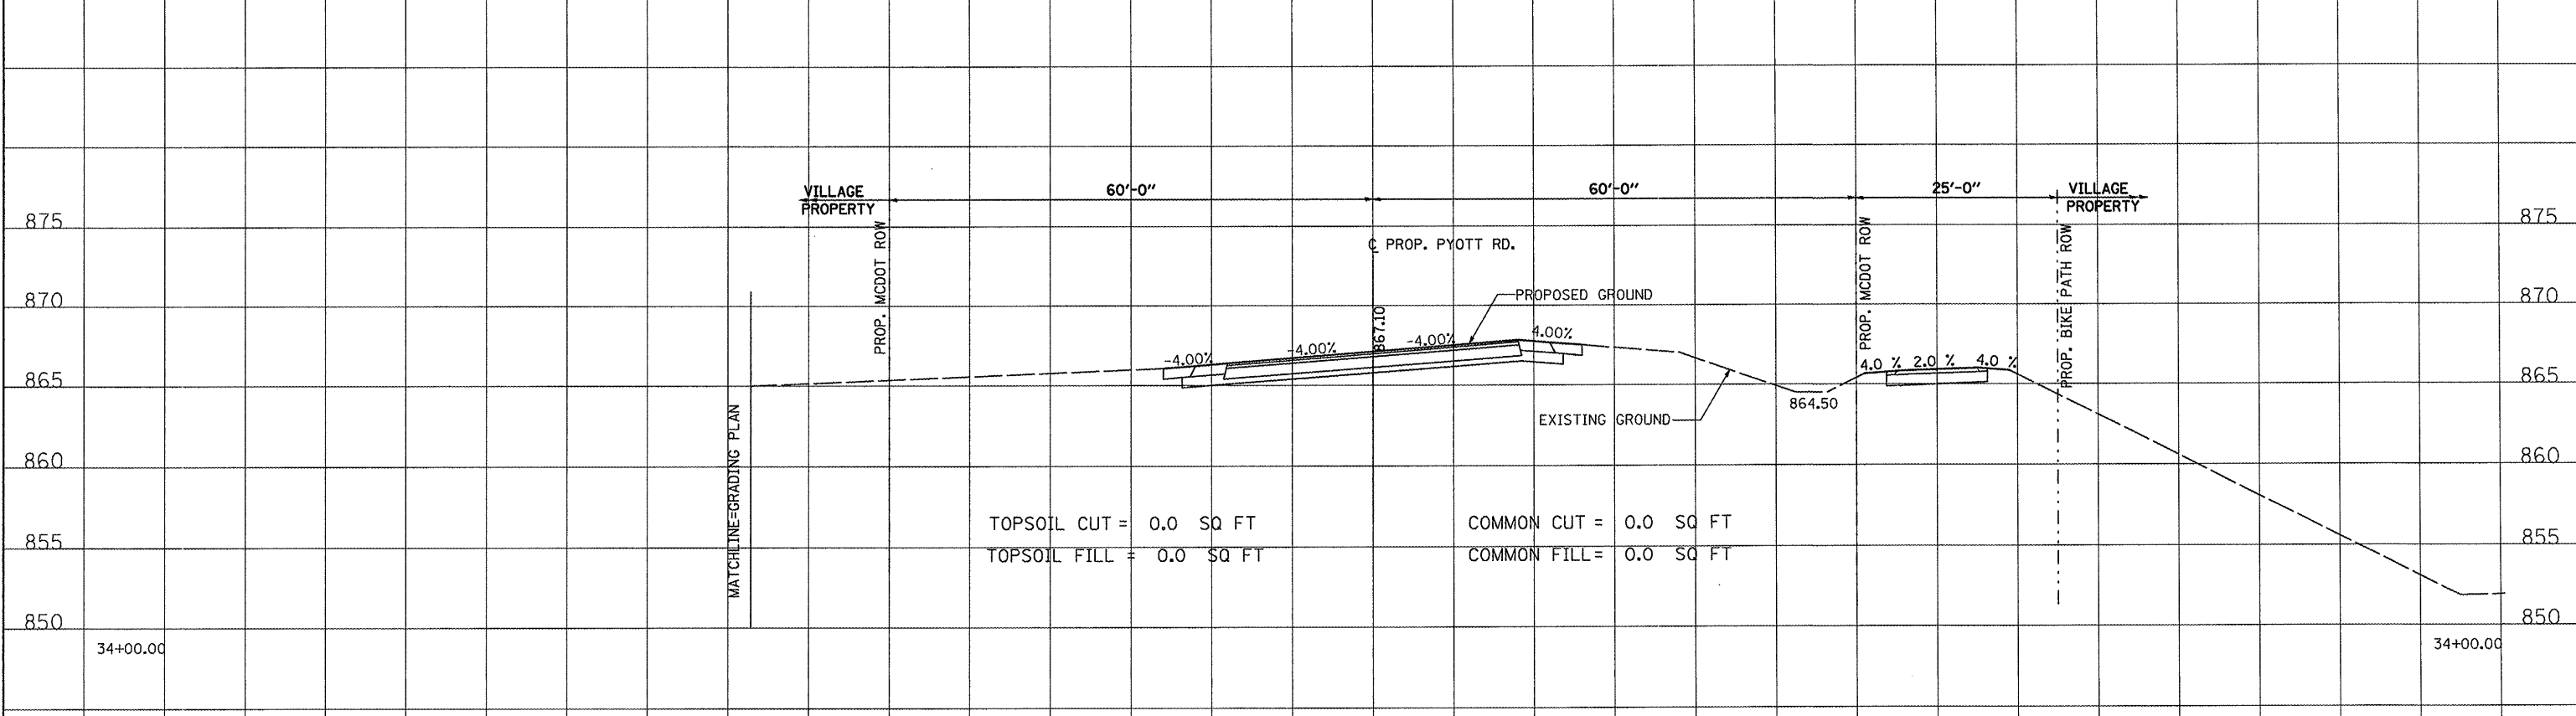 VILLAGE
PROPERTY
60'-0"
60'-0"
25'-0"
VILLAGE
PROPERTY
875
875
PROP. MCDOT ROW
℄ PROP. PYOTT RD.
PROP. MCDOT ROW
PROP. BIKE PATH ROW
870
PROPOSED GROUND
870
867.10
-4.00%
-4.00%
-4.00%
4.00%
4.0 %
2.0 %
4.0 %
865
865
864.50
EXISTING GROUND
MATCHLINE=GRADING PLAN
860
860
TOPSOIL CUT = 0.0 SQ FT
COMMON CUT = 0.0 SQ FT
855
TOPSOIL FILL = 0.0 SQ FT
COMMON FILL= 0.0 SQ FT
855
850
850
34+00.00
34+00.00